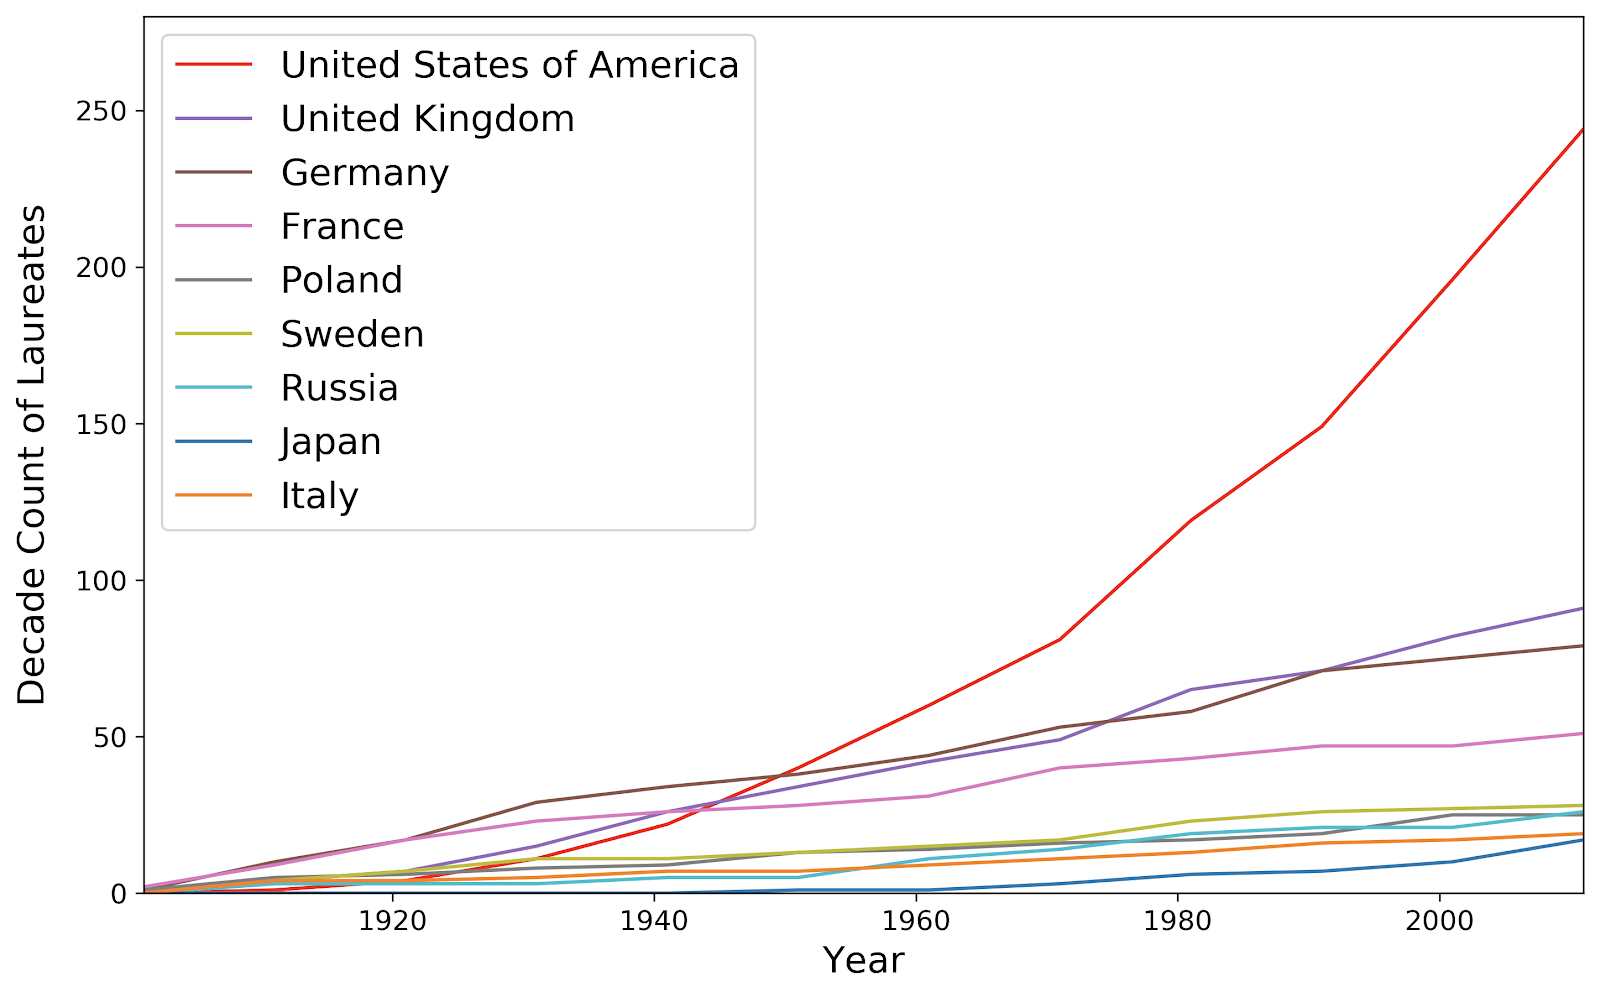 United States of America
United Kingdom
Germany
France
Poland
Sweden
Russia
Japan
Italy
Decade Count of Laureates
250
200
150
100
50
0
1920 1940 1960 1980 2000
Year